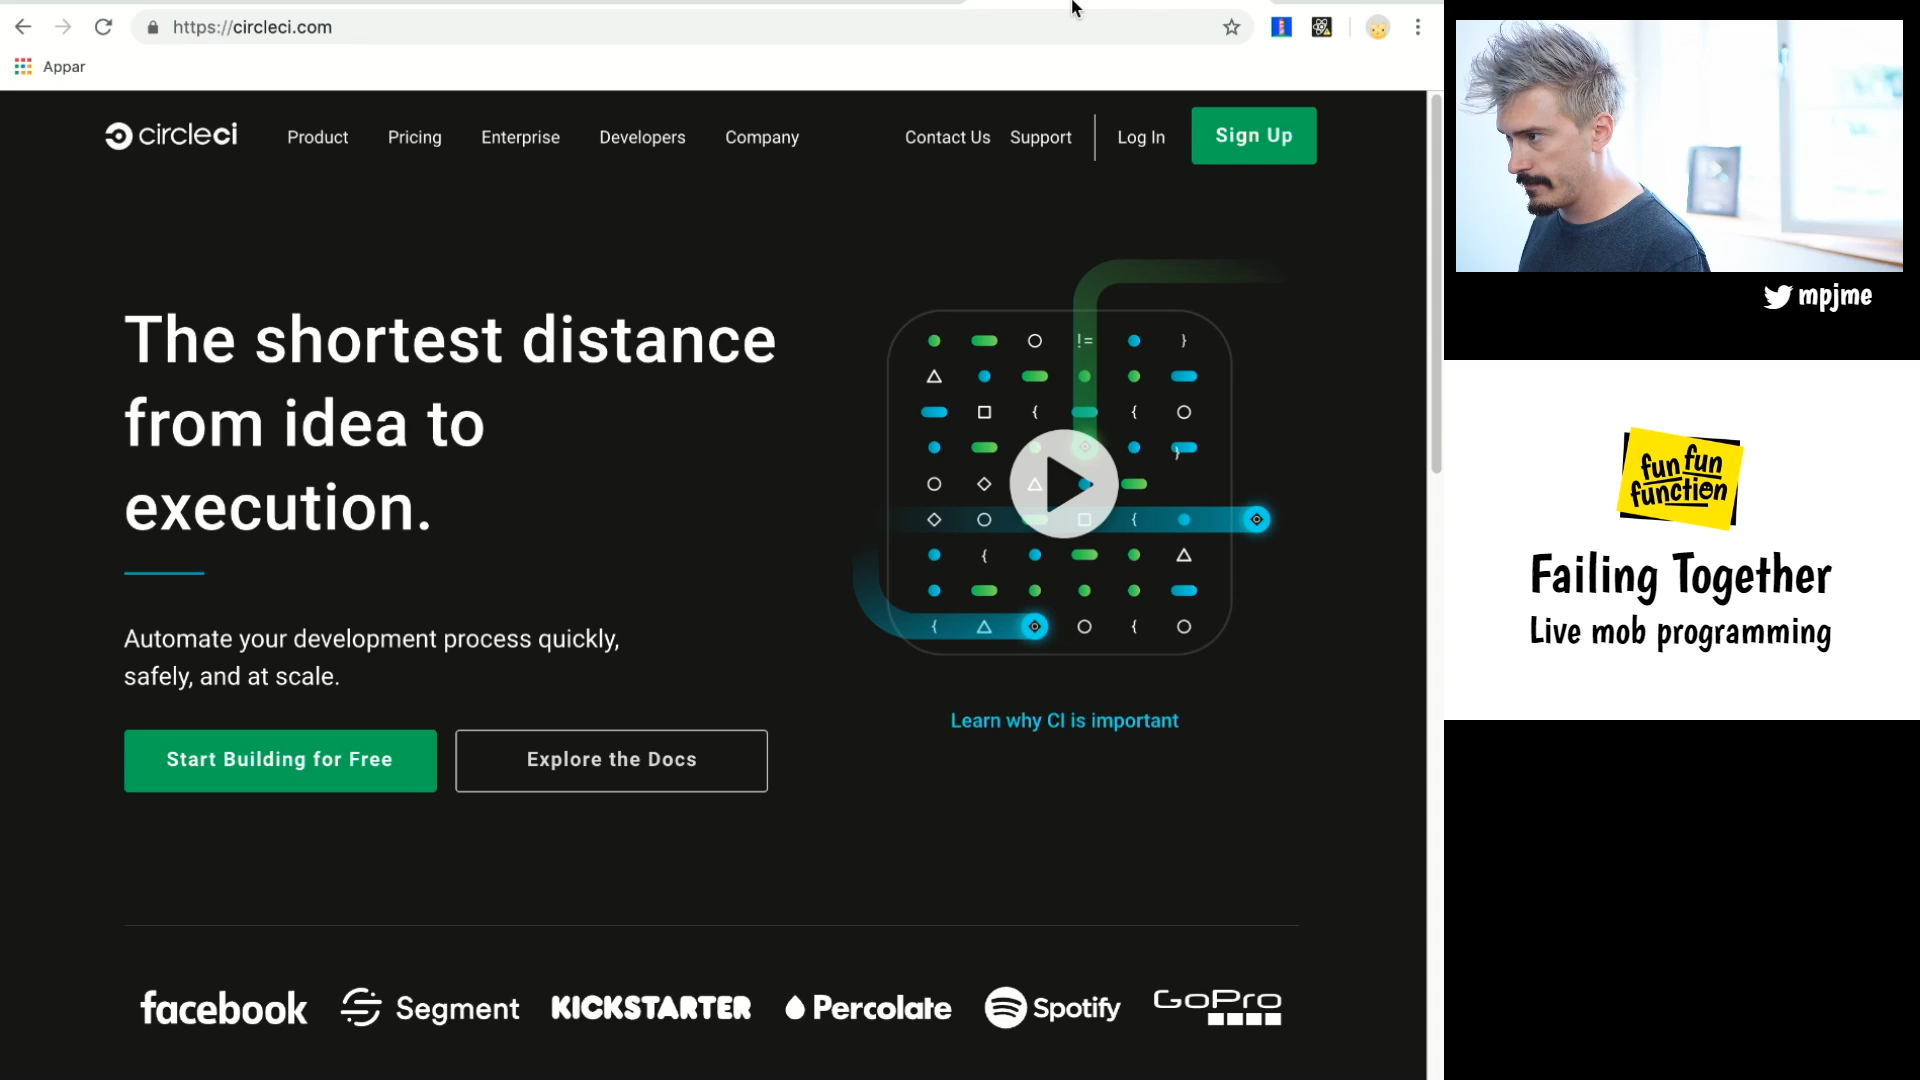 https://circleci.com
Appar
circleci
Product
Pricing
Enterprise
Developers
Company
Contact Us
Support
Log In
Sign Up
The shortest distance
from idea to
execution.
Automate your development process quickly,
safely, and at scale.
Start Building for Free
Explore the Docs
Learn why CI is important
facebook
Segment
KICKSTARTER
Percolate
Spotify
GoPro
mpjme
fun fun
function
Failing Together
Live mob programming